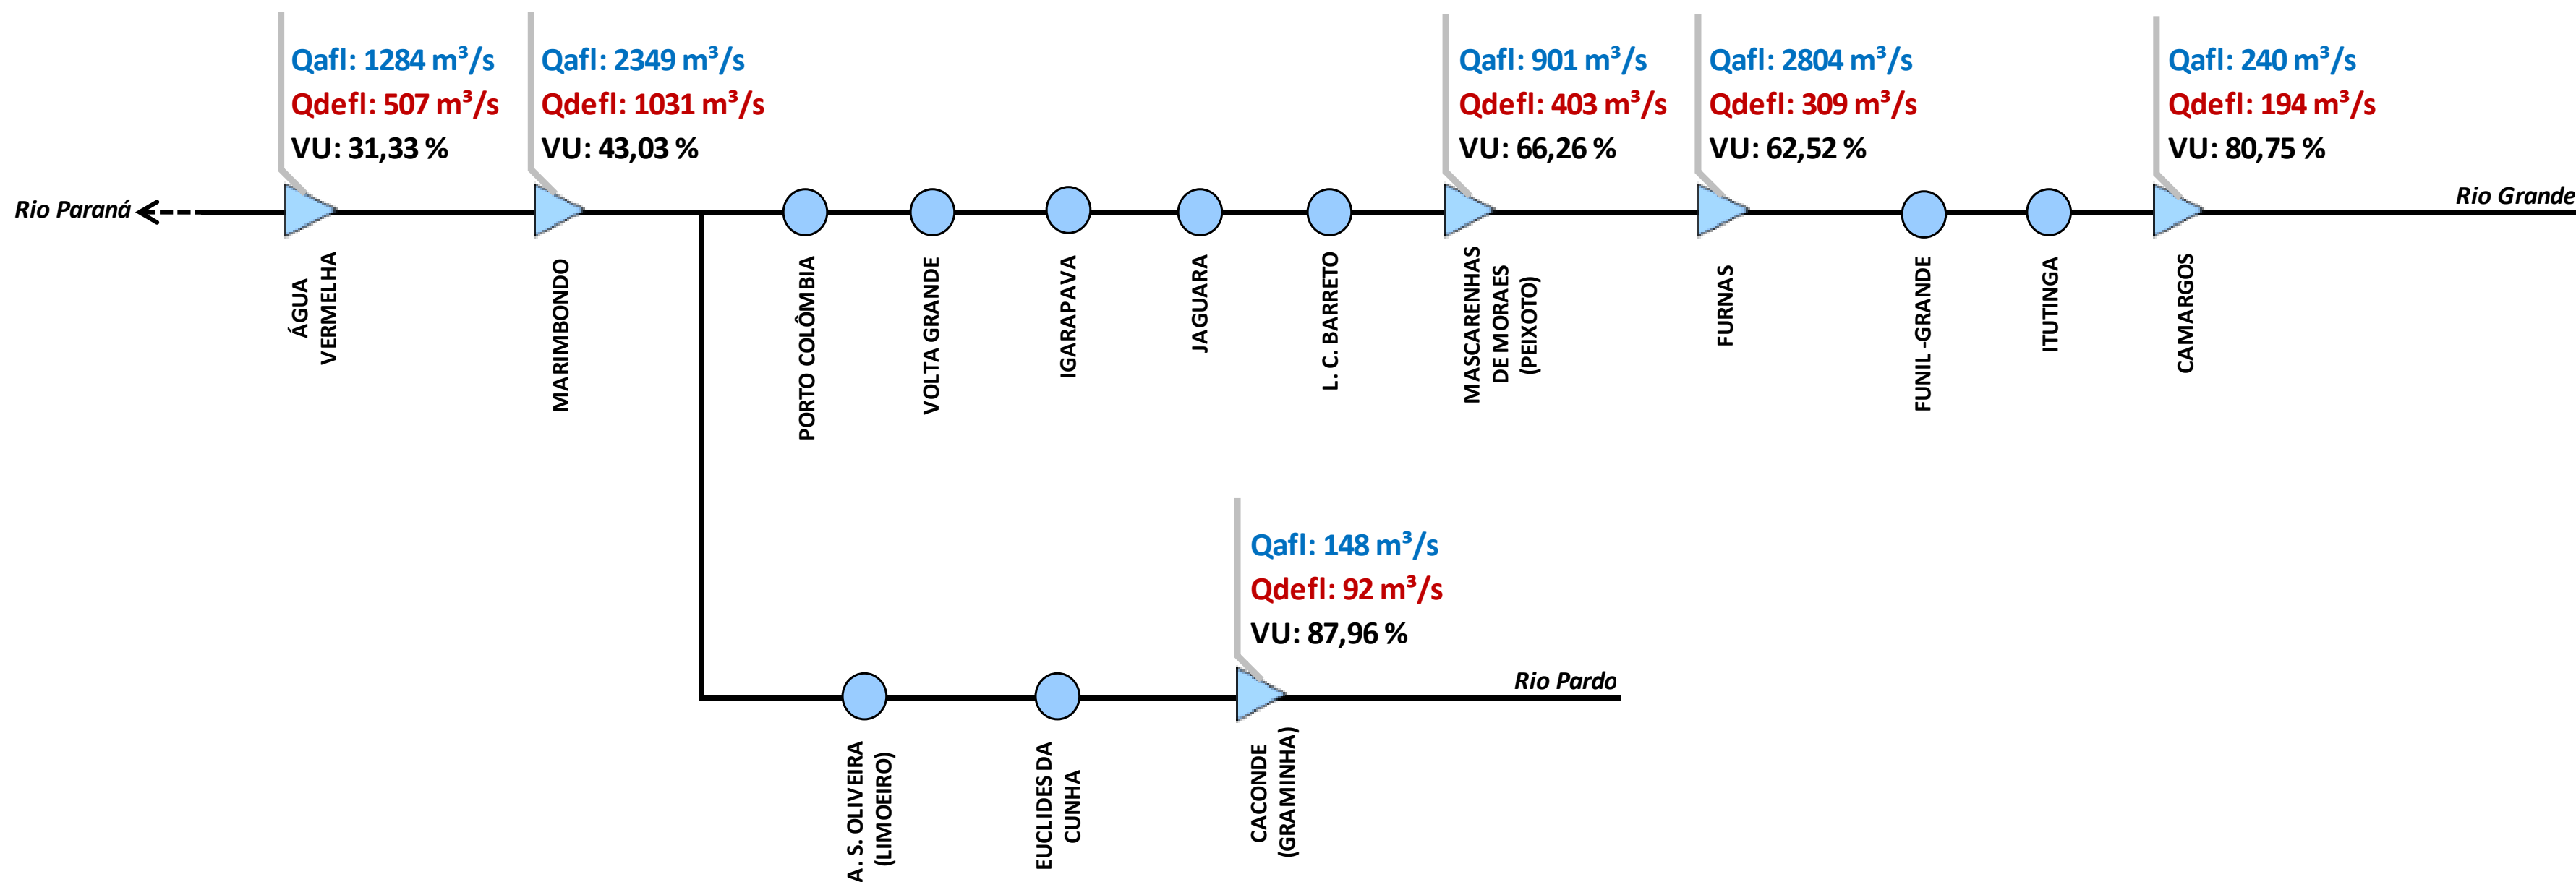 Qafl: 1284 m³/s
Qdefl: 507 m³/s
VU: 31,33 %
Qafl: 2349 m³/s
Qdefl: 1031 m³/s
VU: 43,03 %
Qafl: 901 m³/s
Qdefl: 403 m³/s
VU: 66,26 %
Qafl: 2804 m³/s
Qdefl: 309 m³/s
VU: 62,52 %
Qafl: 240 m³/s
Qdefl: 194 m³/s
VU: 80,75 %
Rio Paraná
Rio Grande
ÁGUA
VERMELHA
MARIMBONDO
PORTO COLÔMBIA
VOLTA GRANDE
IGARAPAVA
JAGUARA
L. C. BARRETO
MASCARENHAS
DE MORAES
(PEIXOTO)
FURNAS
FUNIL -GRANDE
ITUTINGA
CAMARGOS
Qafl: 148 m³/s
Qdefl: 92 m³/s
VU: 87,96 %
Rio Pardo
A. S. OLIVEIRA
(LIMOEIRO)
EUCLIDES DA
CUNHA
CACONDE
(GRAMINHA)